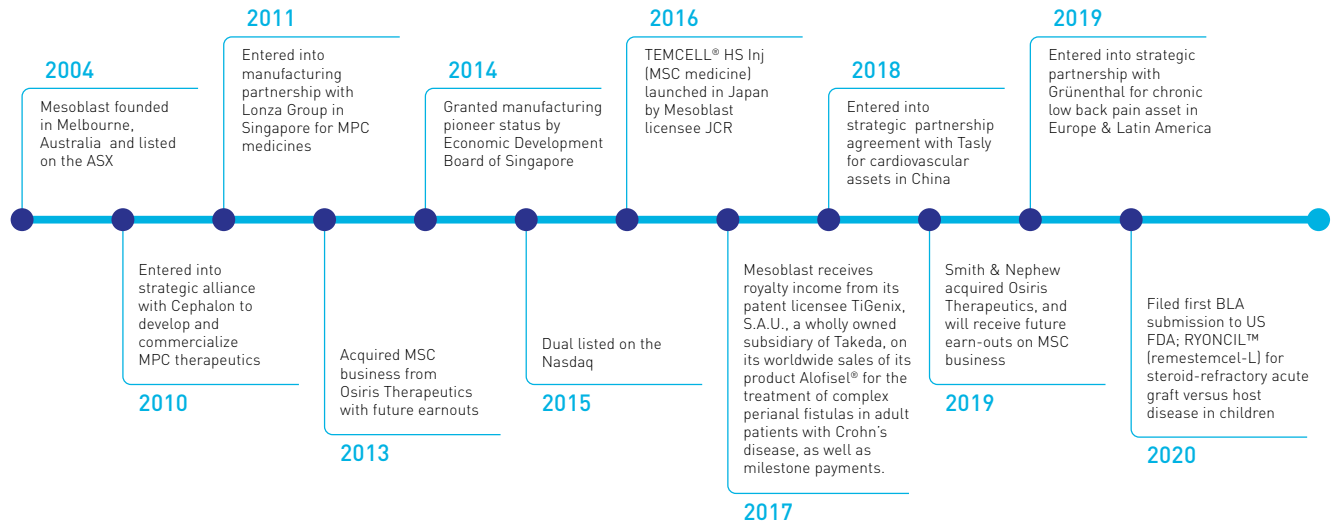 2004
Mesoblast founded
in Melbourne,
Australia and listed
on the ASX
2010
Entered into
strategic alliance
with Cephalon to
develop and
commercialize
MPC therapeutics
2011
Entered into
manufacturing
partnership with
Lonza Group in
Singapore for MPC
medicines
2013
Acquired MSC
business from
Osiris Therapeutics
with future earnouts
2014
Granted manufacturing
pioneer status by
Economic Development
Board of Singapore
2015
Dual listed on the
Nasdaq
2016
TEMCELL® HS Inj
(MSC medicine)
launched in Japan
by Mesoblast
licensee JCR
2017
Mesoblast receives
royalty income from its
patent licensee TiGenix,
S.A.U., a wholly owned
subsidiary of Takeda, on
its worldwide sales of its
product Alofisel® for the
treatment of complex
perianal fistulas in adult
patients with Crohn's
disease, as well as
milestone payments.
2018
Entered into
strategic partnership
agreement with Tasly
for cardiovascular
assets in China
2019
Smith & Nephew
acquired Osiris
Therapeutics, and
will receive future
earn-outs on MSC
business
2019
Entered into strategic
partnership with
Grünenthal for chronic
low back pain asset in
Europe & Latin America
2020
Filed first BLA
submission to US
FDA; RYONCIL™
(remestemcel-L) for
steroid-refractory acute
graft versus host
disease in children